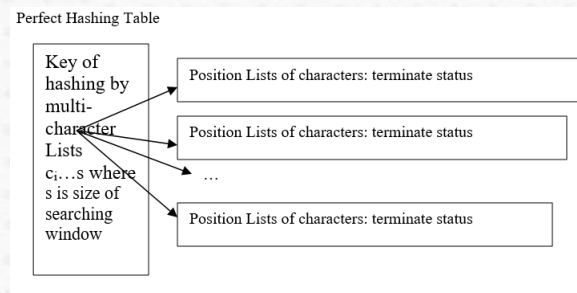 Perfect Hashing Table
Key of
hashing by
multi-
character
Lists
cᵢ…s where
s is size of
searching
window
Position Lists of characters: terminate status
Position Lists of characters: terminate status
…
Position Lists of characters: terminate status